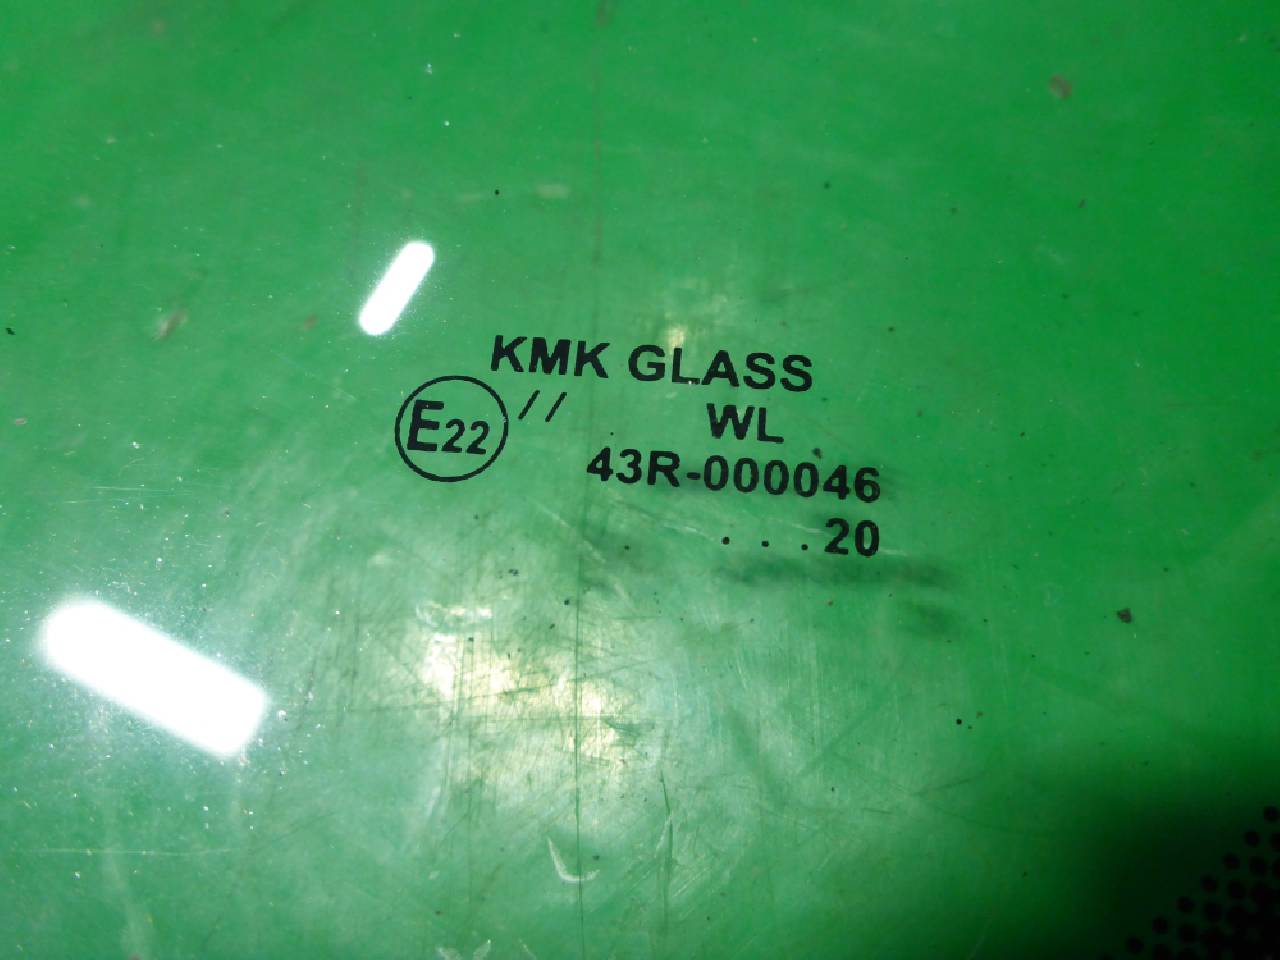 KMK GLASS
E22 // WL
43R-000046
. . . 20